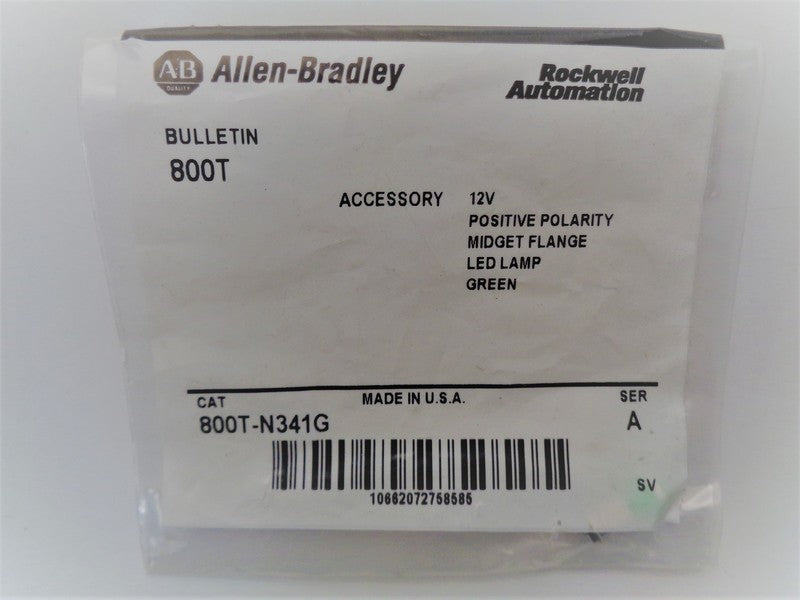 AB QUALITY Allen-Bradley
Rockwell
Automation
BULLETIN
800T
ACCESSORY 12V
POSITIVE POLARITY
MIDGET FLANGE
LED LAMP
GREEN
CAT MADE IN U.S.A. SER
800T-N341G A
10662072758585
SV